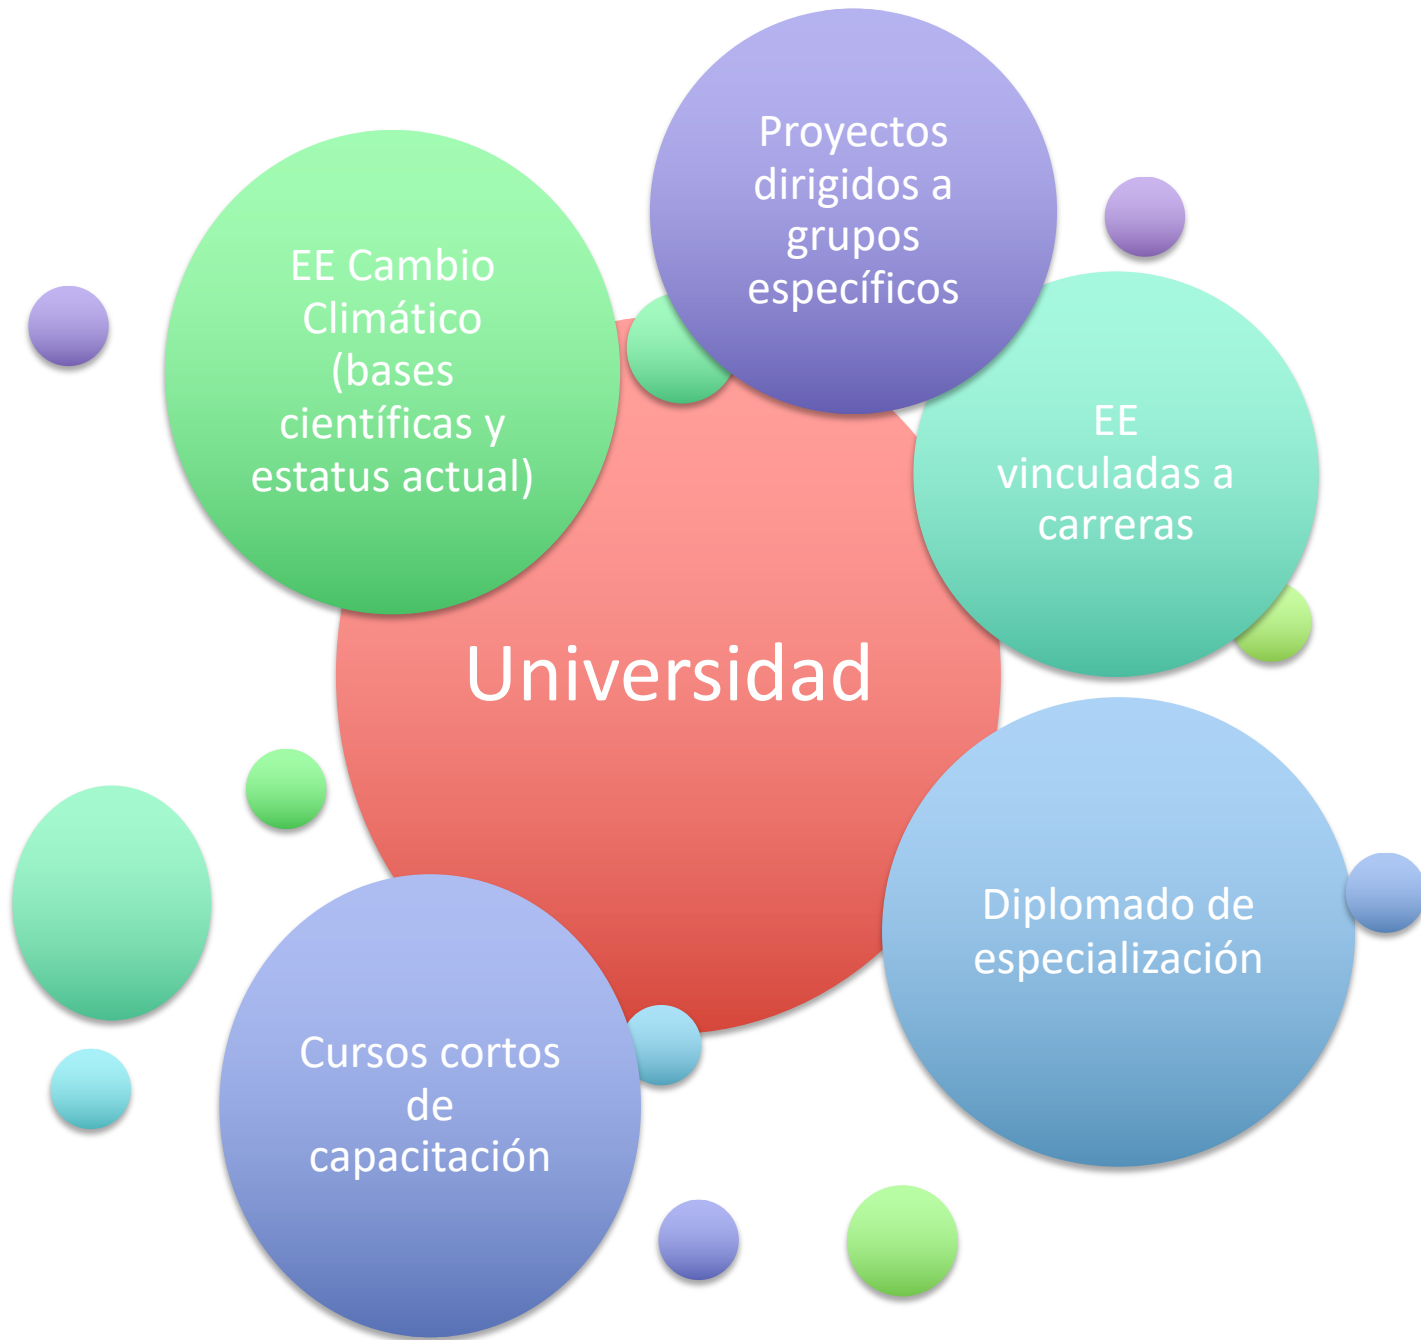 Proyectos
dirigidos a
grupos
específicos
EE Cambio
Climático
(bases
científicas y
estatus actual)
EE
vinculadas a
carreras
Universidad
Diplomado de
especialización
Cursos cortos
de
capacitación